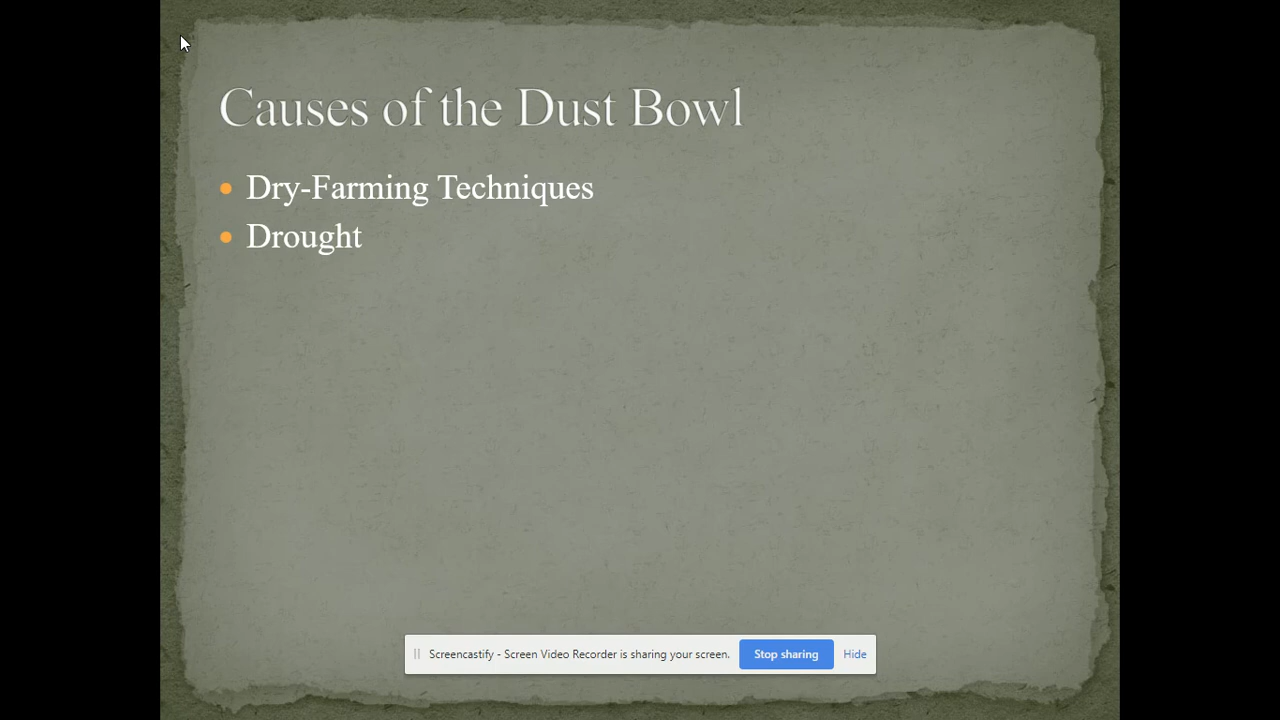 Causes of the Dust Bowl
Dry-Farming Techniques
Drought
Screencastify - Screen Video Recorder is sharing your screen. Stop sharing Hide